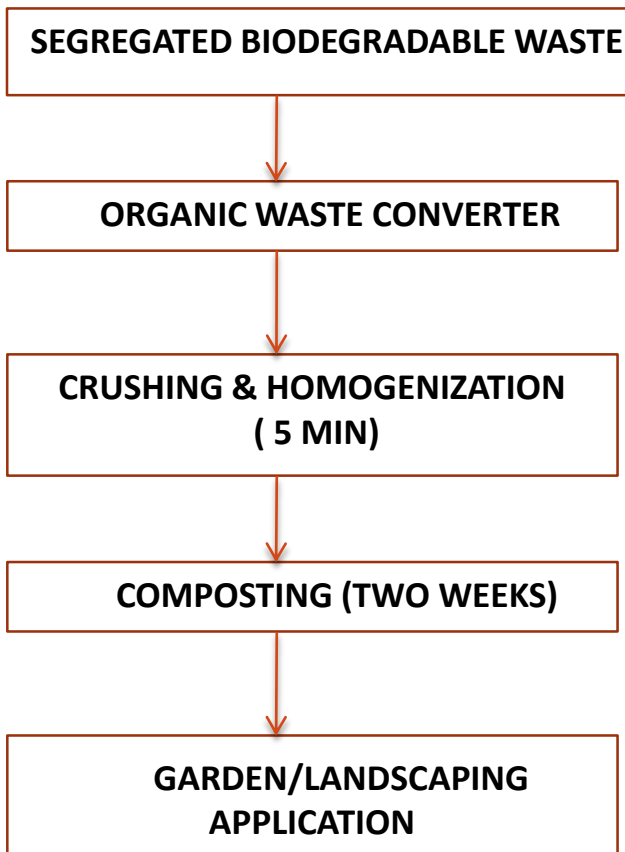 SEGREGATED BIODEGRADABLE WASTE
ORGANIC WASTE CONVERTER
CRUSHING & HOMOGENIZATION
( 5 MIN)
COMPOSTING (TWO WEEKS)
GARDEN/LANDSCAPING
APPLICATION